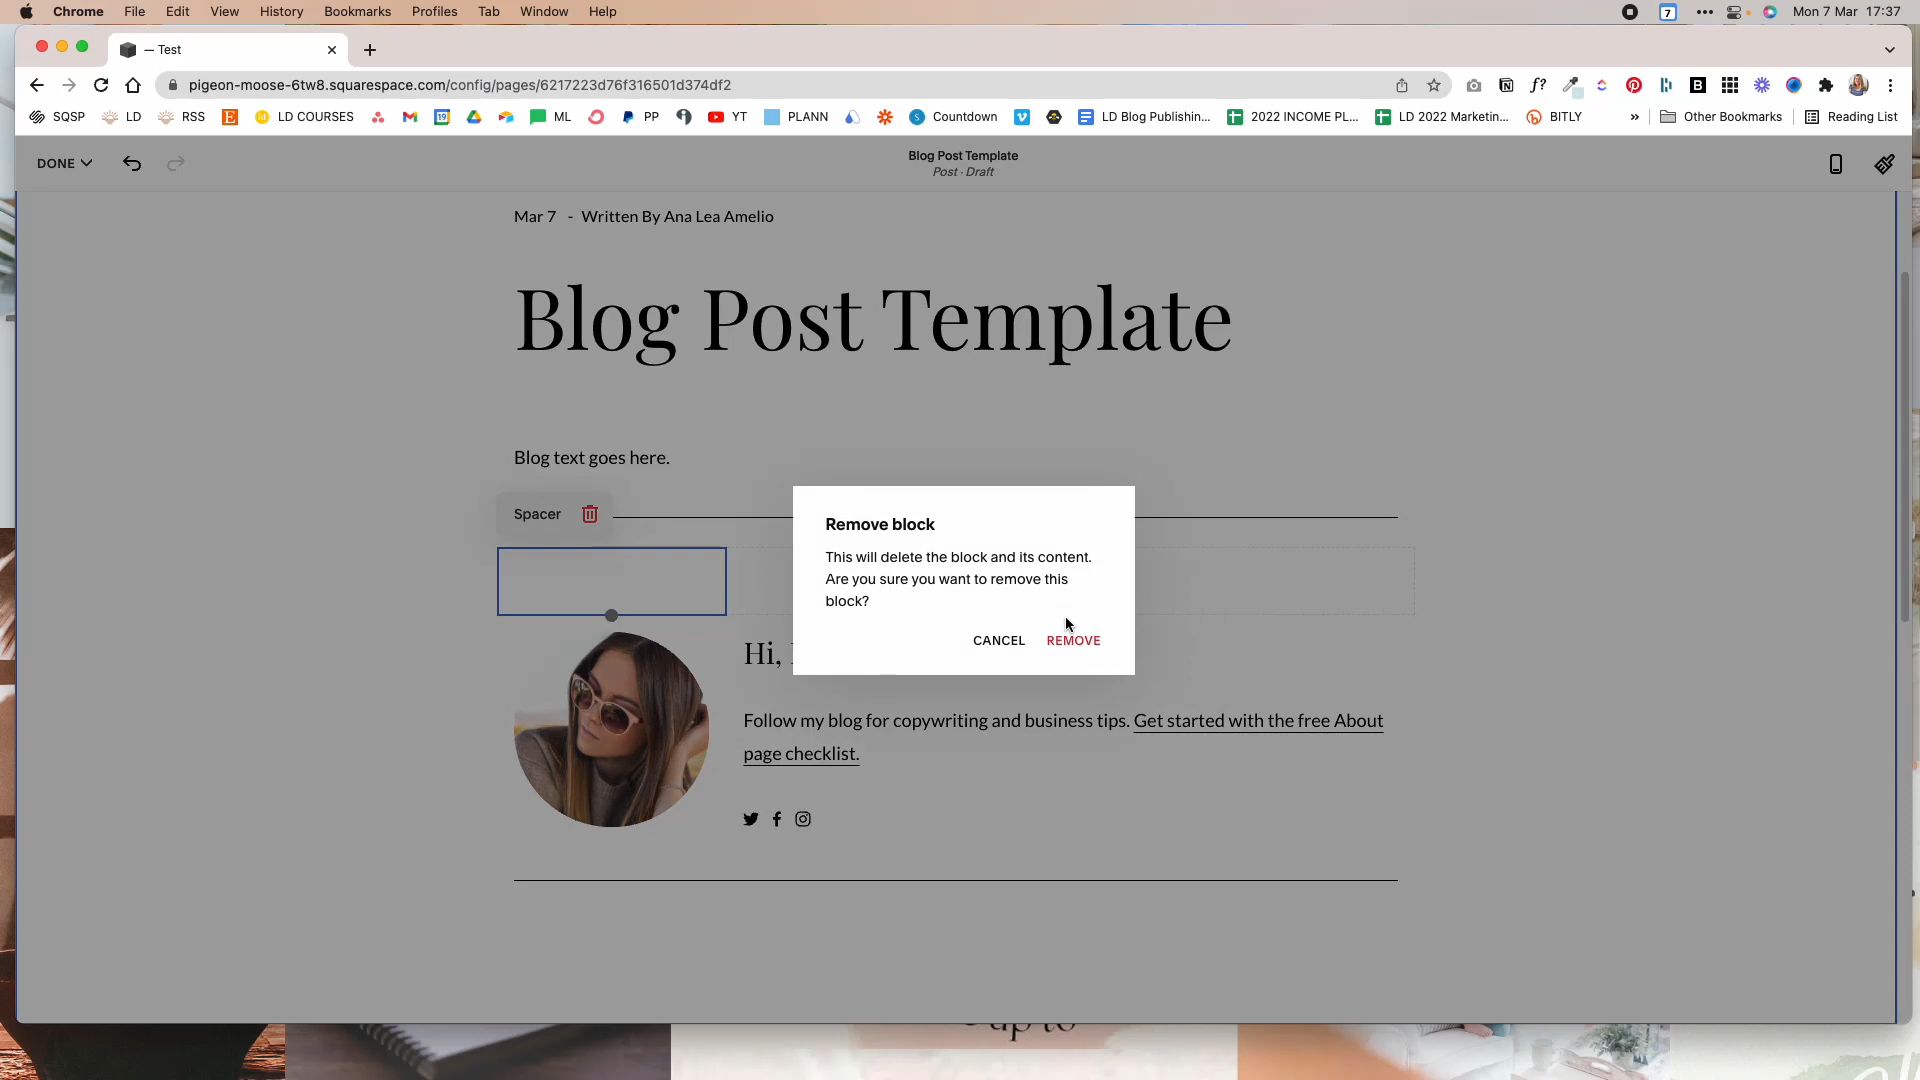 Chrome File Edit View History Bookmarks Profiles Tab Window Help
7 Mon 7 Mar 17:37
— Test
pigeon-moose-6tw8.squarespace.com/config/pages/6217223d76f316501d374df2
SQSP LD RSS LD COURSES ML PP YT PLANN Countdown LD Blog Publishin... 2022 INCOME PL... LD 2022 Marketin... BITLY » Other Bookmarks Reading List
DONE
Blog Post Template
Post · Draft
Mar 7 - Written By Ana Lea Amelio
Blog Post Template
Blog text goes here.
Spacer
Remove block
This will delete the block and its content.
Are you sure you want to remove this
block?
CANCEL REMOVE
Hi,
Follow my blog for copywriting and business tips. Get started with the free About
page checklist.
up to